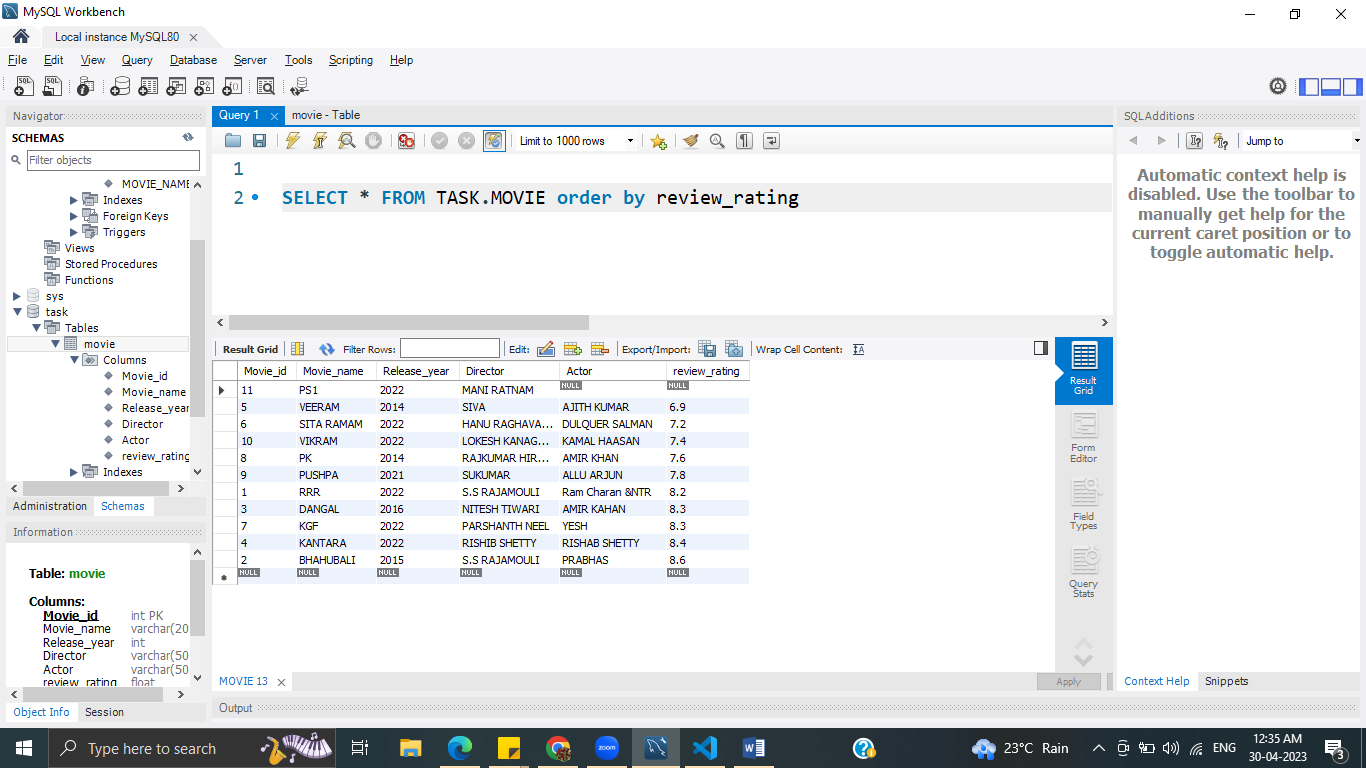 MySQL Workbench
Local instance MySQL80
File Edit View Query Database Server Tools Scripting Help
Navigator
SCHEMAS
Filter objects
MOVIE_NAME
Indexes
Foreign Keys
Triggers
Views
Stored Procedures
Functions
sys
task
Tables
movie
Columns
Movie_id
Movie_name
Release_year
Director
Actor
review_rating
Indexes
Administration Schemas
Information
Table: movie
Columns:
Movie_id int PK
Movie_name varchar(20
Release_year int
Director varchar(50
Actor varchar(50
review_rating float
Object Info Session
Query 1 movie - Table
Limit to 1000 rows
1
2 SELECT * FROM TASK.MOVIE order by review_rating
Result Grid Filter Rows: Edit: Export/Import: Wrap Cell Content:
Movie_id Movie_name Release_year Director Actor review_rating
11 PS1 2022 MANI RATNAM NULL NULL
5 VEERAM 2014 SIVA AJITH KUMAR 6.9
6 SITA RAMAM 2022 HANU RAGHAVA... DULQUER SALMAN 7.2
10 VIKRAM 2022 LOKESH KANAG... KAMAL HAASAN 7.4
8 PK 2014 RAJKUMAR HIR... AMIR KHAN 7.6
9 PUSHPA 2021 SUKUMAR ALLU ARJUN 7.8
1 RRR 2022 S.S RAJAMOULI Ram Charan &NTR 8.2
3 DANGAL 2016 NITESH TIWARI AMIR KAHAN 8.3
7 KGF 2022 PARSHANTH NEEL YESH 8.3
4 KANTARA 2022 RISHIB SHETTY RISHAB SHETTY 8.4
2 BHAHUBALI 2015 S.S RAJAMOULI PRABHAS 8.6
NULL NULL NULL NULL NULL NULL
Result
Grid
Form
Editor
Field
Types
Query
Stats
MOVIE 13
Apply
Output
SQLAdditions
Jump to
Automatic context help is
disabled. Use the toolbar to
manually get help for the
current caret position or to
toggle automatic help.
Context Help Snippets
Type here to search
zoom
23°C Rain
ENG
12:35 AM
30-04-2023
3